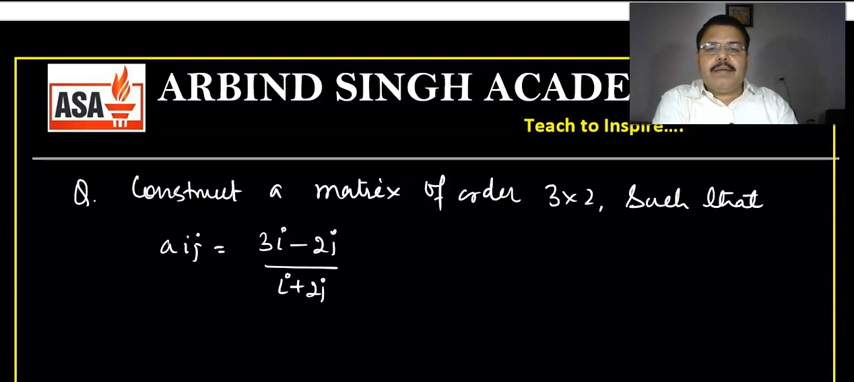 ASA
ARBIND SINGH ACADE
Teach to Inspire....
Q. Construct a matrix of order 3×2, Such that
aij = 3i − 2j
i + 2j